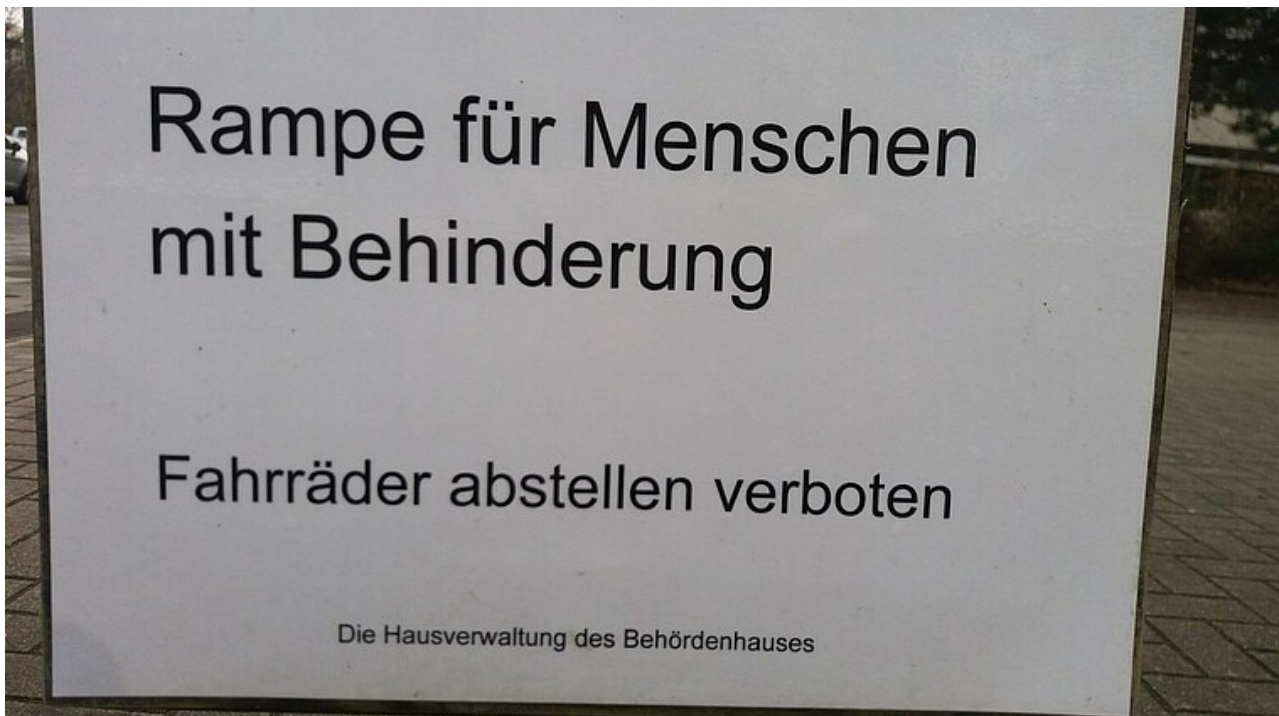 Rampe für Menschen
mit Behinderung
Fahrräder abstellen verboten
Die Hausverwaltung des Behördenhauses